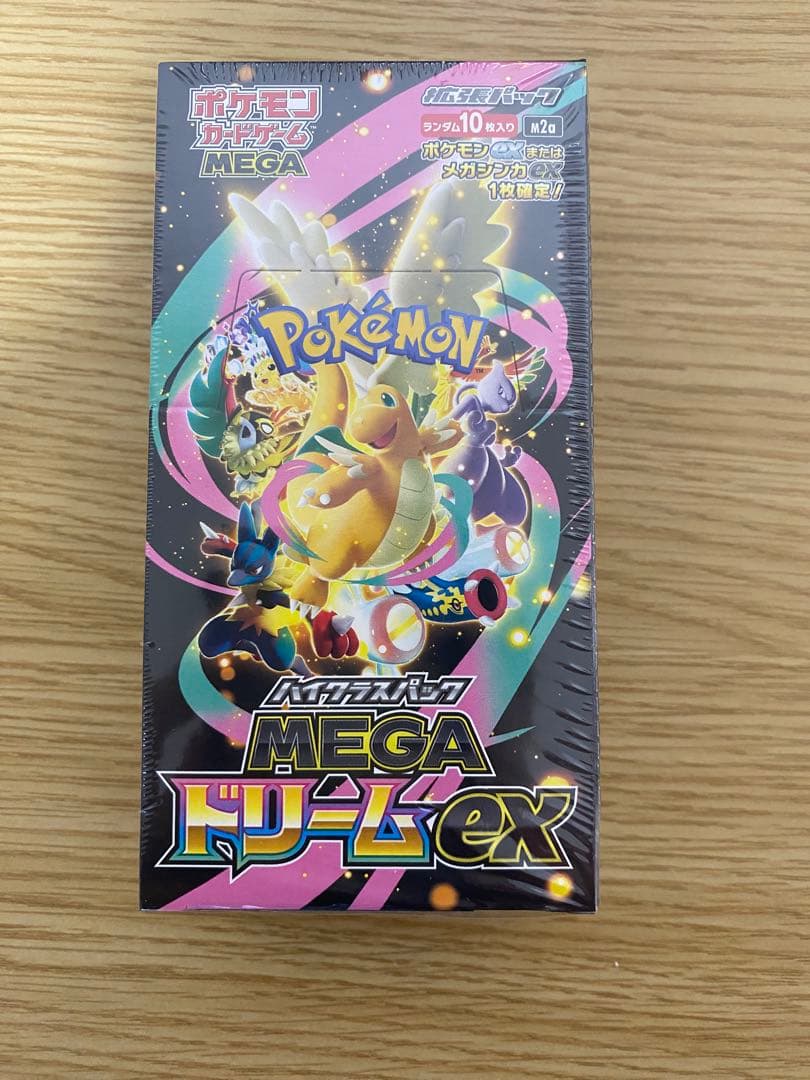 ポケモン
カードゲーム
MEGA
拡張パック
ランダム10枚入り M2a
ポケモンexまたは
メガシンカex
1枚確定!
POKÉMON
TM
ハイクラスパック
MEGA
ドリームex